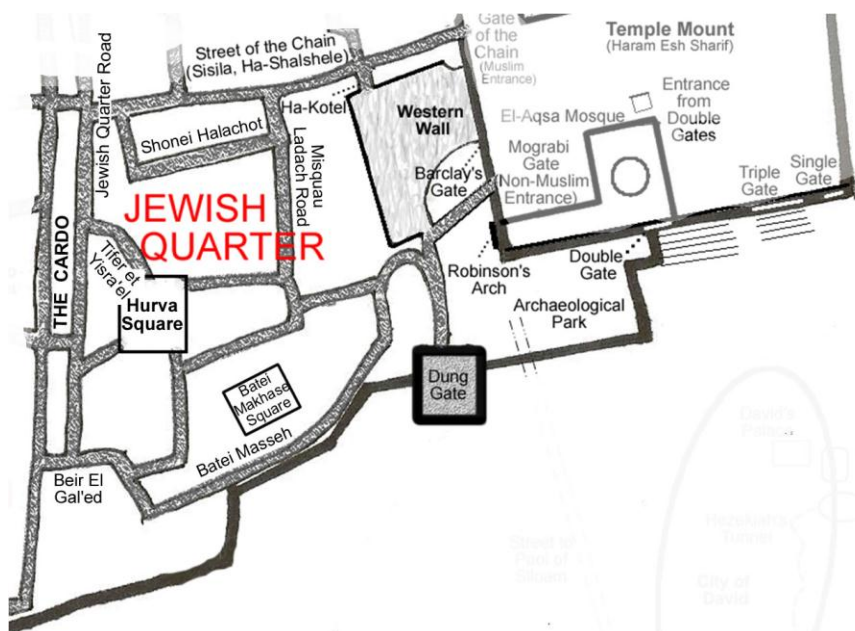 Gate
of the
Chain
(Muslim
Entrance)
Temple Mount
(Haram Esh Sharif)
Street of the Chain
(Sisila, Ha-Shalshele)
Entrance
from
Double
Gates
Ha-Kotel
Western
Wall
El-Aqsa Mosque
Jewish Quarter Road
Shonei Halachot
Misquau
Ladach Road
Mograbi
Gate
(Non-Muslim
Entrance)
Barclay's
Gate
Triple
Gate
Single
Gate
JEWISH
QUARTER
THE CARDO
Tifer et
Yisra'el
Hurva
Square
Robinson's
Arch
Double
Gate
Archaeological
Park
Dung
Gate
Batei
Makhase
Square
Batei Masseh
Beir El
Gal'ed
David's
Palace
Hezekiah's
Tunnel
Street to
Pool of
Siloam
City of
David